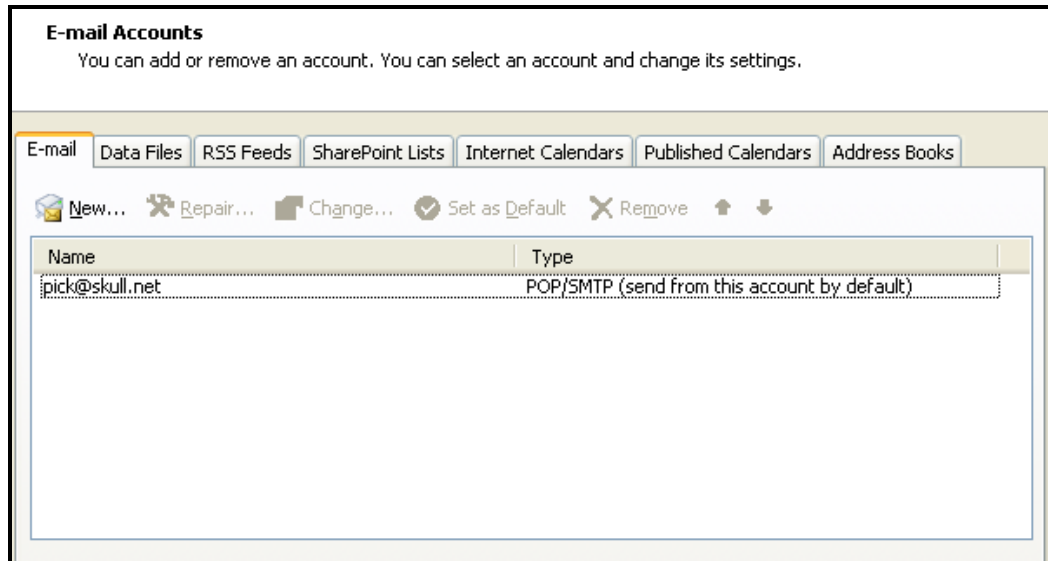 E-mail Accounts
You can add or remove an account. You can select an account and change its settings.
E-mail Data Files RSS Feeds SharePoint Lists Internet Calendars Published Calendars Address Books
New... Repair... Change... Set as Default Remove
Name Type
pick@skull.net POP/SMTP (send from this account by default)